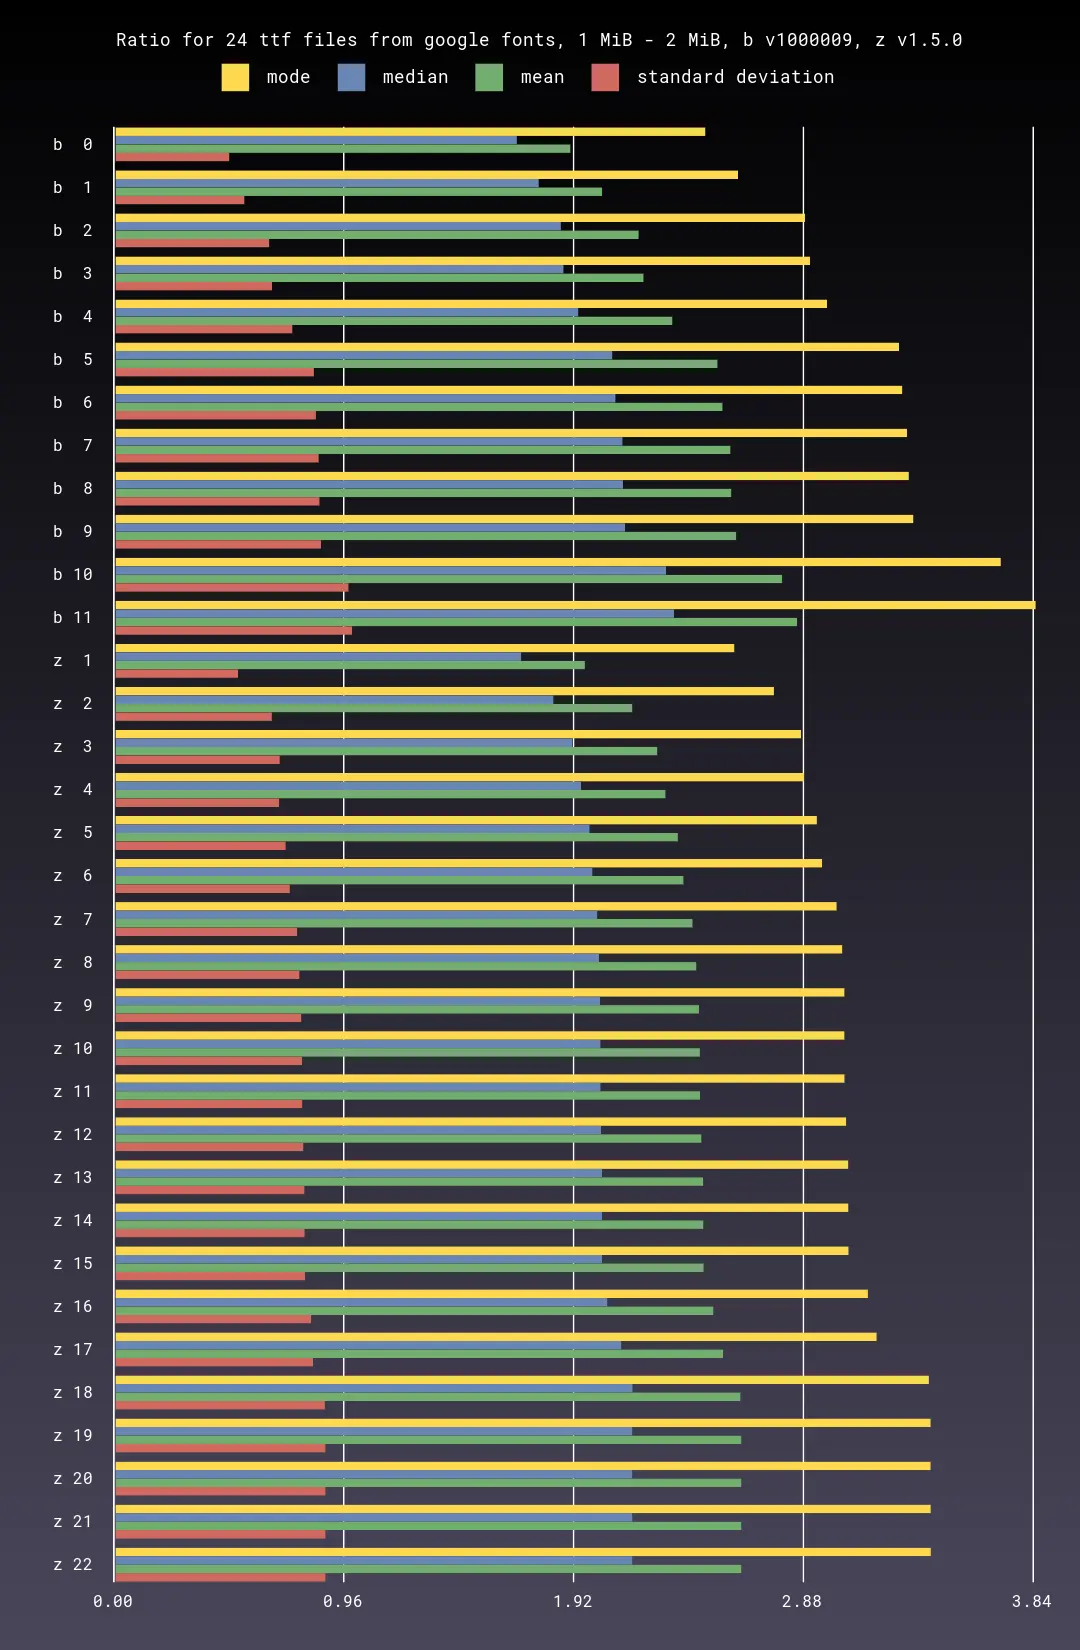 Ratio for 24 ttf files from google fonts, 1 MiB - 2 MiB, b v1000009, z v1.5.0
mode median mean standard deviation
b 0
b 1
b 2
b 3
b 4
b 5
b 6
b 7
b 8
b 9
b 10
b 11
z 1
z 2
z 3
z 4
z 5
z 6
z 7
z 8
z 9
z 10
z 11
z 12
z 13
z 14
z 15
z 16
z 17
z 18
z 19
z 20
z 21
z 22
0.00 0.96 1.92 2.88 3.84